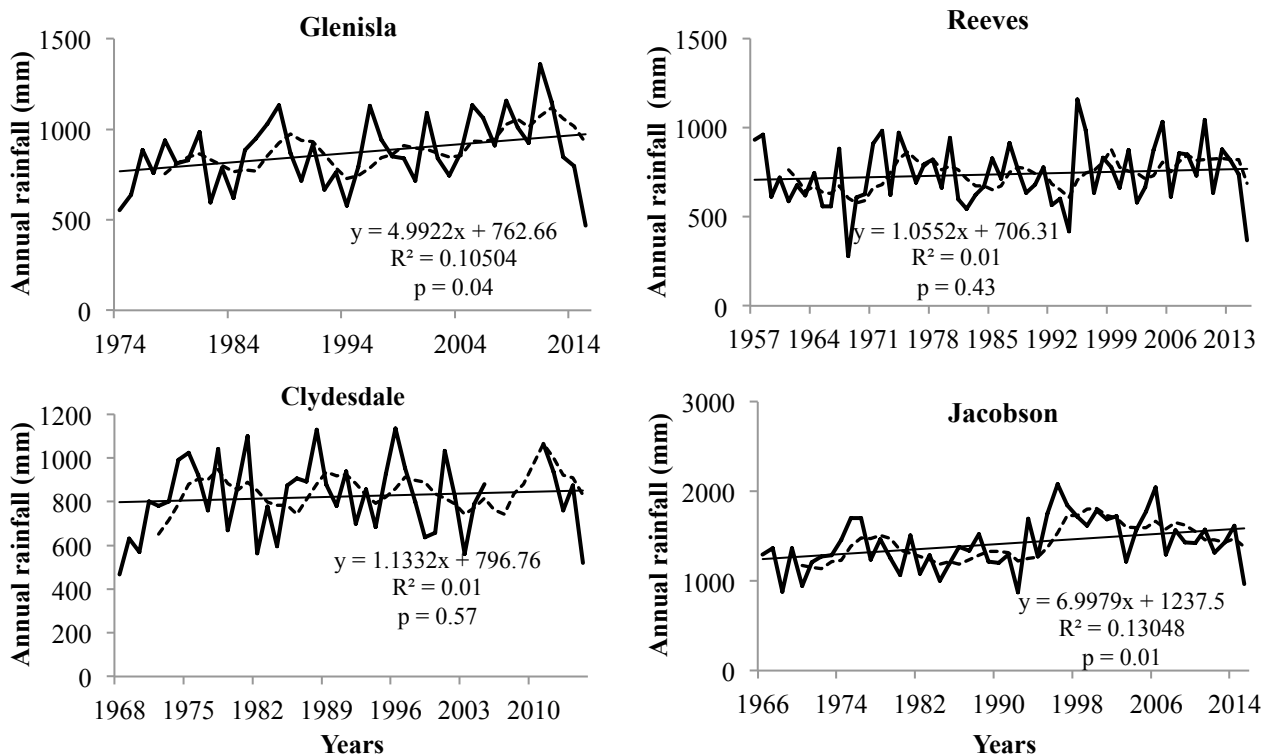 Glenisla
Annual rainfall (mm)
1500
1000
500
0
y = 4.9922x + 762.66
R² = 0.10504
p = 0.04
1974 1984 1994 2004 2014
Reeves
Annual rainfall (mm)
1500
1000
500
0
y = 1.0552x + 706.31
R² = 0.01
p = 0.43
1957 1964 1971 1978 1985 1992 1999 2006 2013
Clydesdale
Annual rainfall (mm)
1200
1000
800
600
400
200
0
y = 1.1332x + 796.76
R² = 0.01
p = 0.57
1968 1975 1982 1989 1996 2003 2010
Years
Jacobson
Annual rainfall (mm)
3000
2000
1000
0
y = 6.9979x + 1237.5
R² = 0.13048
p = 0.01
1966 1974 1982 1990 1998 2006 2014
Years